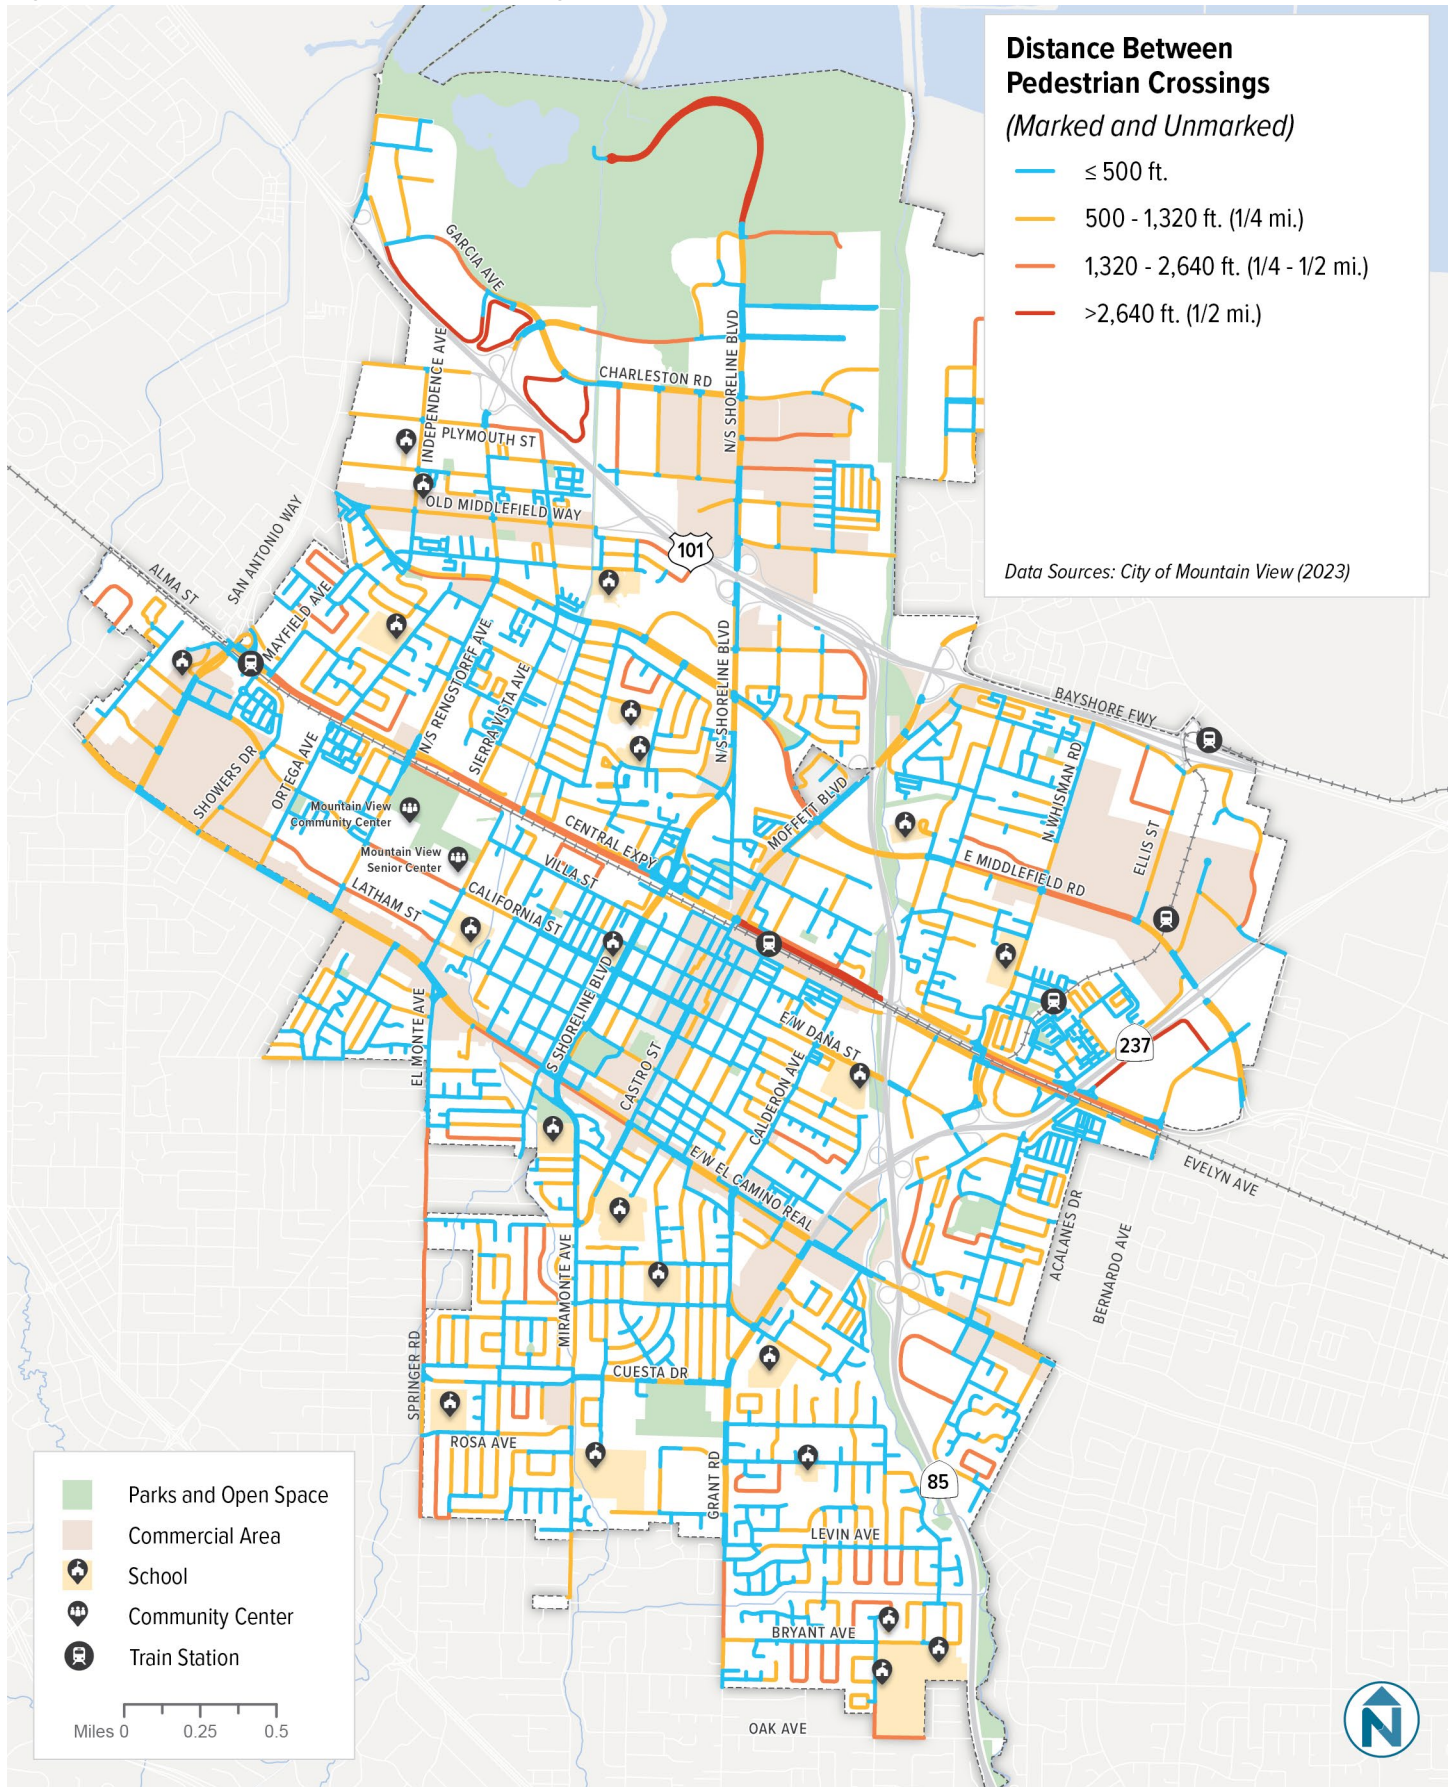 Distance Between
Pedestrian Crossings
(Marked and Unmarked)
≤ 500 ft.
500 - 1,320 ft. (1/4 mi.)
1,320 - 2,640 ft. (1/4 - 1/2 mi.)
>2,640 ft. (1/2 mi.)
Data Sources: City of Mountain View (2023)
GARCIA AVE
INDEPENDENCE AVE
CHARLESTON RD
N/S SHORELINE BLVD
PLYMOUTH ST
OLD MIDDLEFIELD WAY
101
SAN ANTONIO WAY
ALMA ST
MAYFIELD AVE
N/S RENGSTORFF AVE
SIERRA VISTA AVE
N/S SHORELINE BLVD
BAYSHORE FWY
SHOWERS DR
ORTEGA AVE
Mountain View
Community Center
Mountain View
Senior Center
CENTRAL EXPY
VILLA ST
MOFFETT BLVD
N WHISMAN RD
ELLIS ST
E MIDDLEFIELD RD
LATHAM ST
CALIFORNIA ST
EL MONTE AVE
S SHORELINE BLVD
CASTRO ST
CALDERON AVE
E/W DANA ST
237
E/W EL CAMINO REAL
EVELYN AVE
ACALANES DR
BERNARDO AVE
MIRAMONTE AVE
SPRINGER RD
CUESTA DR
ROSA AVE
GRANT RD
85
LEVIN AVE
BRYANT AVE
OAK AVE
Parks and Open Space
Commercial Area
School
Community Center
Train Station
Miles 0 0.25 0.5
N